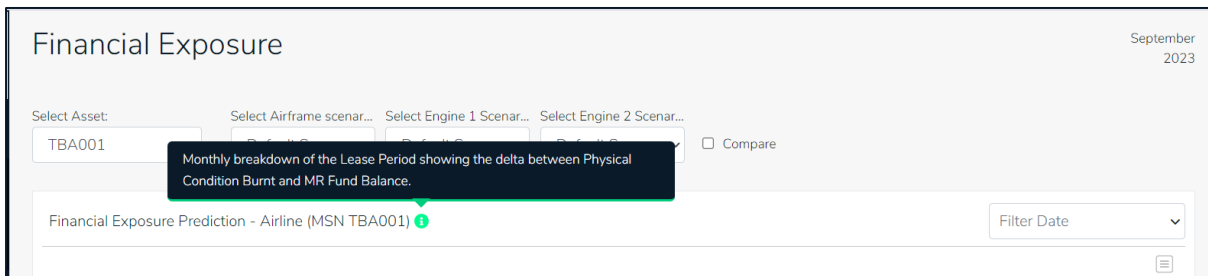 Financial Exposure
September
2023
Select Asset:
Select Airframe scenar...
Select Engine 1 Scenar...
Select Engine 2 Scenar...
TBA001
Compare
Monthly breakdown of the Lease Period showing the delta between Physical
Condition Burnt and MR Fund Balance.
Financial Exposure Prediction - Airline (MSN TBA001)
Filter Date